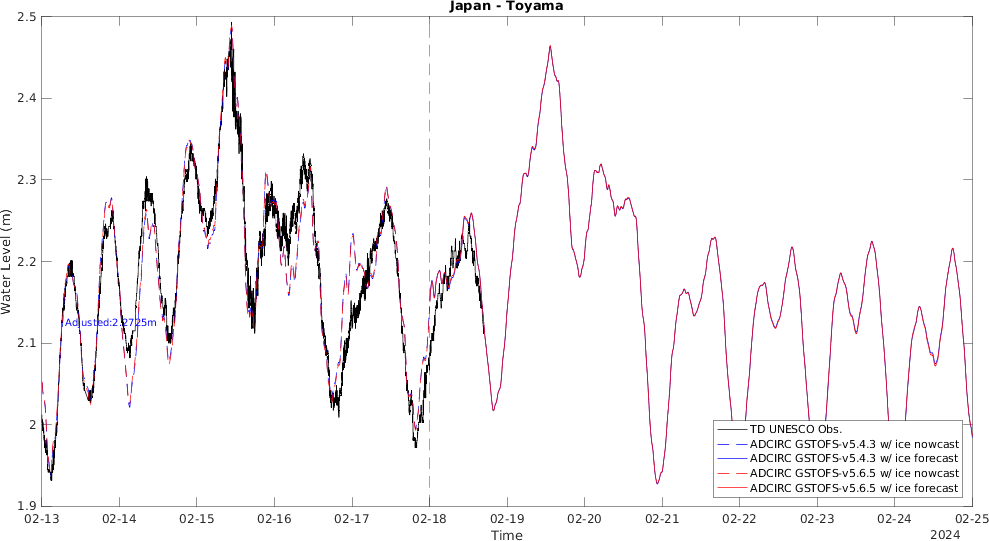 Japan - Toyama
2.5
2.4
2.3
2.2
2.1
2
1.9
Water Level (m)
Adjusted:2.2725m
TD UNESCO Obs.
ADCIRC GSTOFS-v5.4.3 w/ ice nowcast
ADCIRC GSTOFS-v5.4.3 w/ ice forecast
ADCIRC GSTOFS-v5.6.5 w/ ice nowcast
ADCIRC GSTOFS-v5.6.5 w/ ice forecast
02-13 02-14 02-15 02-16 02-17 02-18 02-19 02-20 02-21 02-22 02-23 02-24 02-25
Time
2024